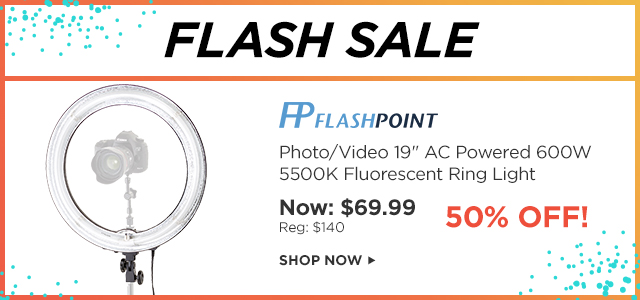 FLASH SALE
FP FLASHPOINT
Photo/Video 19" AC Powered 600W
5500K Fluorescent Ring Light
Now: $69.99
Reg: $140
50% OFF!
SHOP NOW ▸